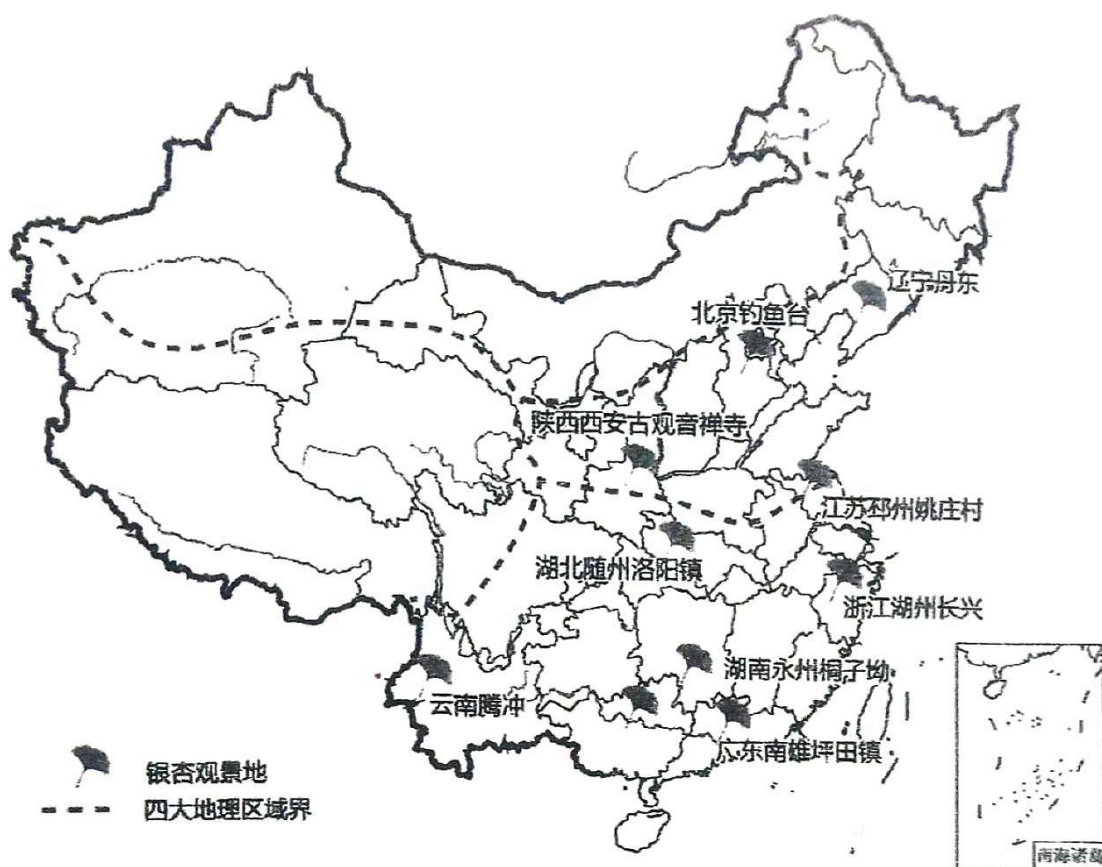 辽宁丹东
北京钓鱼台
陕西西安古观音禅寺
江苏邳州姚庄村
湖北随州洛阳镇
浙江湖州长兴
湖南永州桐子坳
云南腾冲
广东南雄坪田镇
银杏观景地
四大地理区域界
南海诸岛